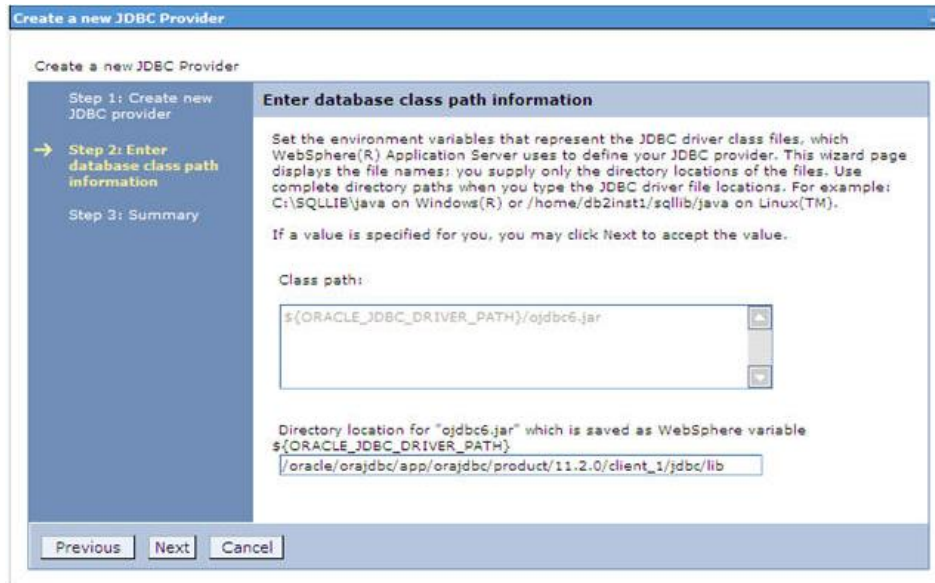 Create a new JDBC Provider
Create a new JDBC Provider
Step 1: Create new
JDBC provider
Step 2: Enter
database class path
information
Step 3: Summary
Enter database class path information
Set the environment variables that represent the JDBC driver class files, which
WebSphere(R) Application Server uses to define your JDBC provider. This wizard page
displays the file names; you supply only the directory locations of the files. Use
complete directory paths when you type the JDBC driver file locations. For example:
C:\SQLLIB\java on Windows(R) or /home/db2inst1/sqllib/java on Linux(TM).
If a value is specified for you, you may click Next to accept the value.
Class path:
${ORACLE_JDBC_DRIVER_PATH}/ojdbc6.jar
Directory location for "ojdbc6.jar" which is saved as WebSphere variable
${ORACLE_JDBC_DRIVER_PATH}
/oracle/orajdbc/app/orajdbc/product/11.2.0/client_1/jdbc/lib
Previous Next Cancel